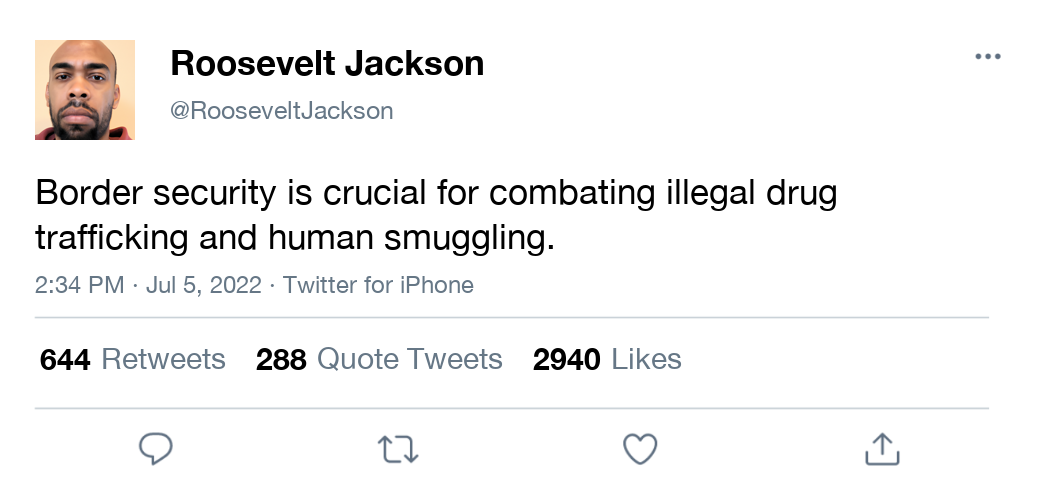 Roosevelt Jackson
@RooseveltJackson
Border security is crucial for combating illegal drug
trafficking and human smuggling.
2:34 PM · Jul 5, 2022 · Twitter for iPhone
644 Retweets 288 Quote Tweets 2940 Likes